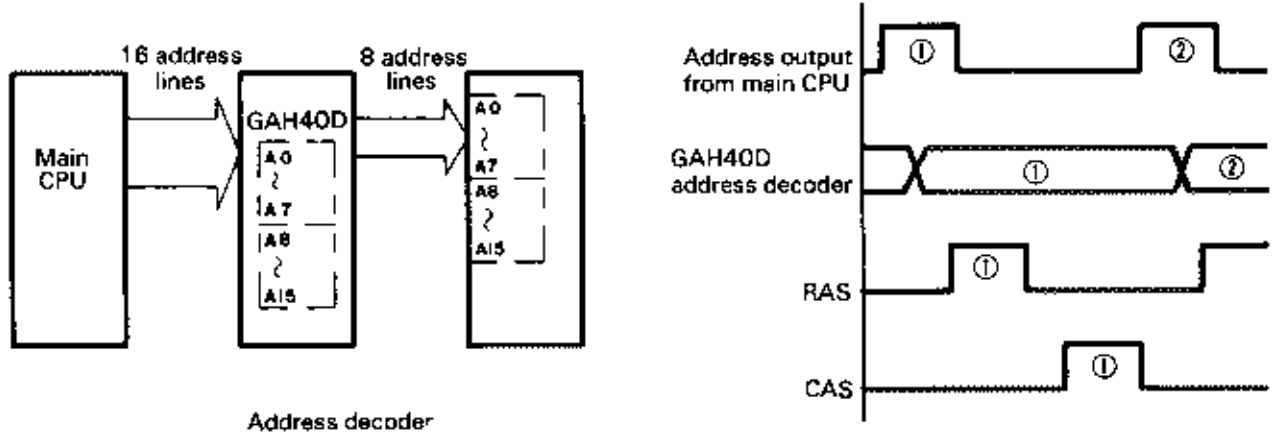 16 address
lines
8 address
lines
Main
CPU
GAH40D
A0
~
A7
A8
~
A15
A0
~
A7
A8
~
A15
Address decoder
Address output
from main CPU
① ②
GAH40D
address decoder
① ②
RAS
①
CAS
①